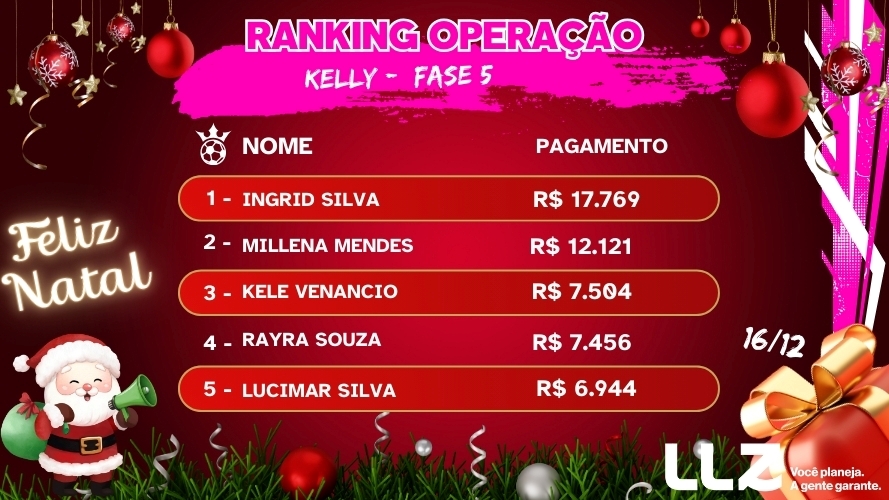 RANKING OPERAÇÃO
KELLY - FASE 5
NOME PAGAMENTO
1 - INGRID SILVA R$ 17.769
2 - MILLENA MENDES R$ 12.121
3 - KELE VENANCIO R$ 7.504
4 - RAYRA SOUZA R$ 7.456
5 - LUCIMAR SILVA R$ 6.944
Feliz
Natal
16/12
LLZ
Você planeja.
A gente garante.